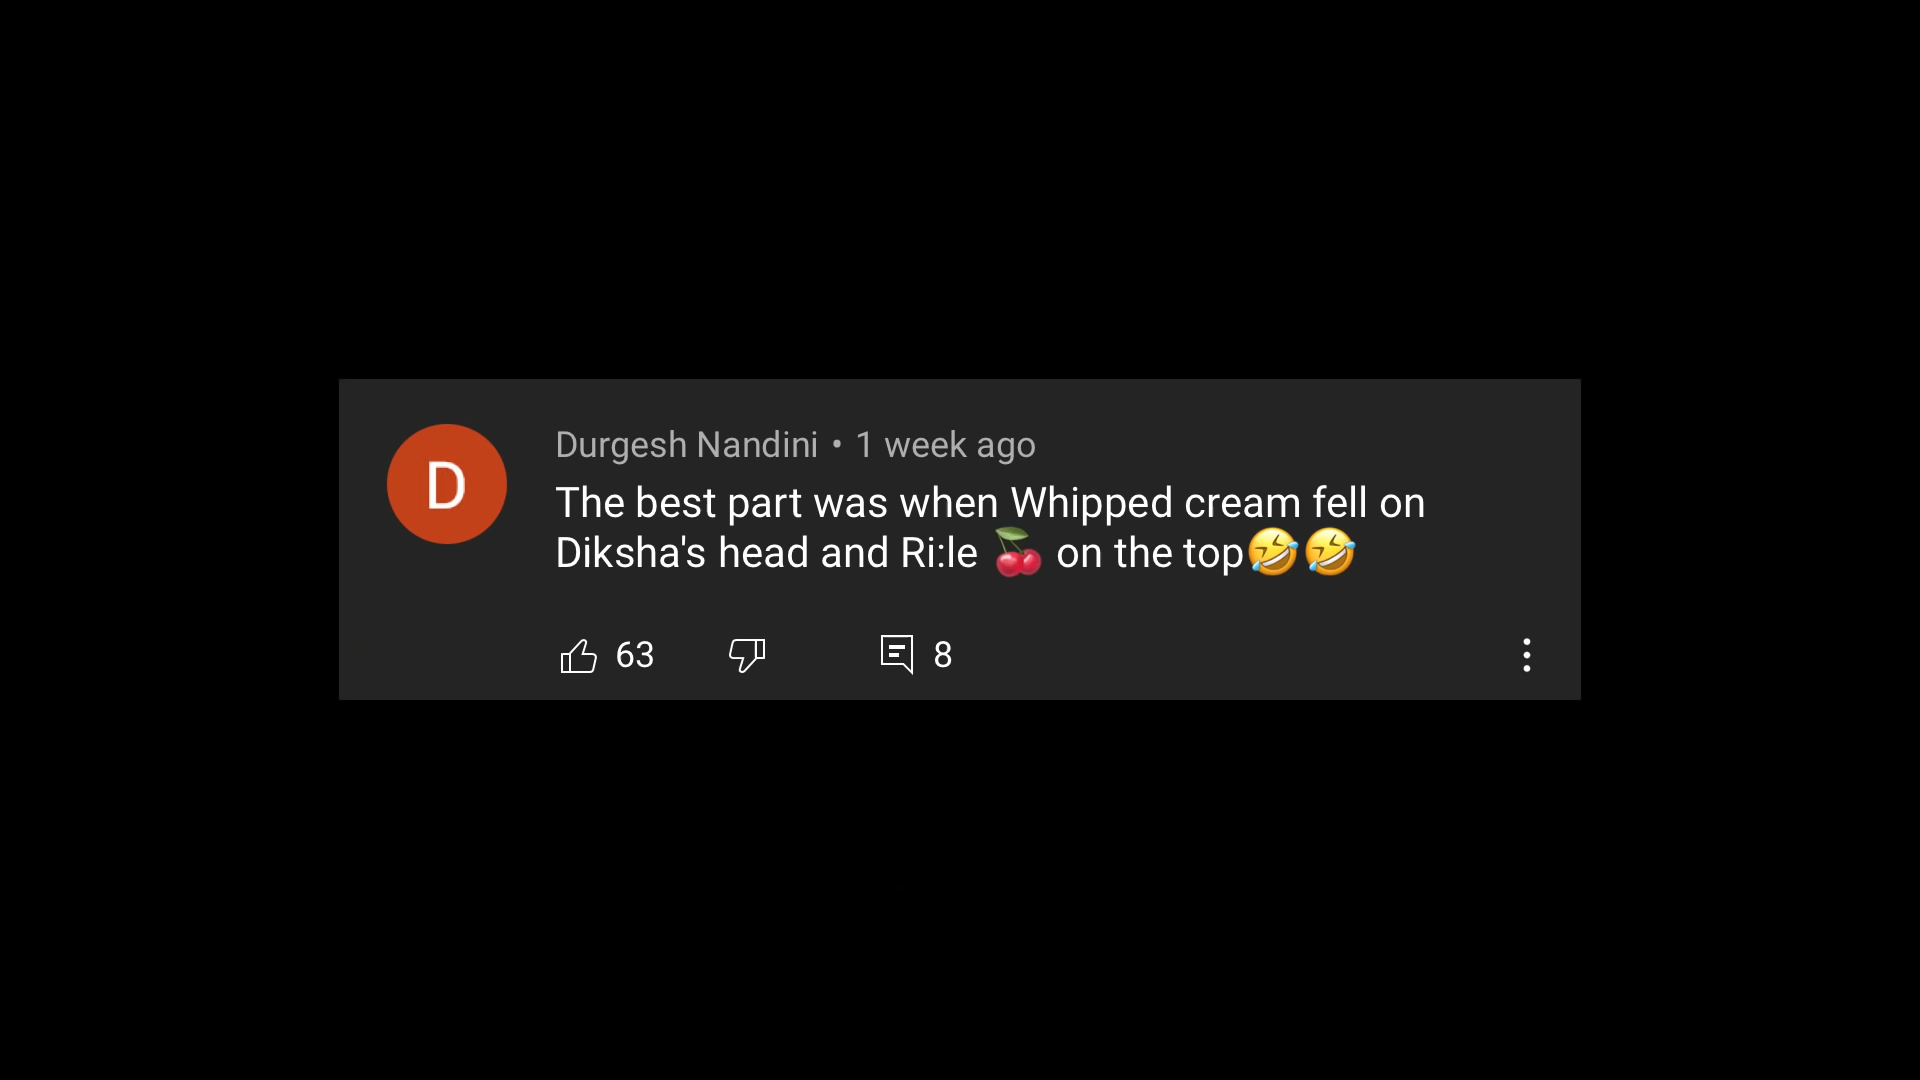 D
Durgesh Nandini • 1 week ago
The best part was when Whipped cream fell on
Diksha's head and Ri:le 🍒 on the top🤣🤣
63 8